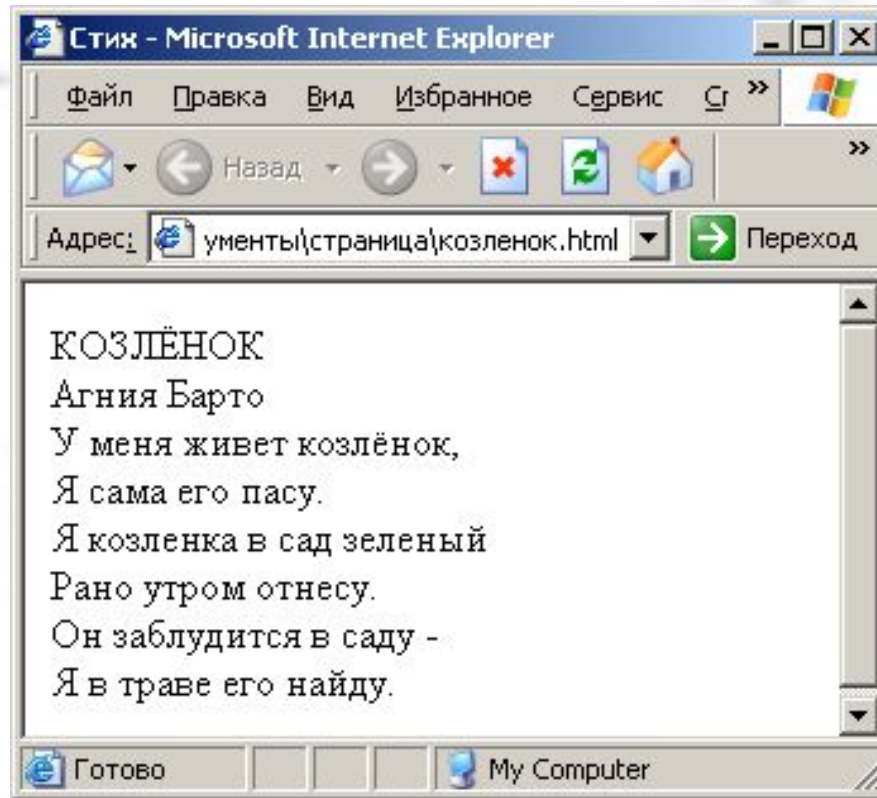 Стих - Microsoft Internet Explorer
Файл Правка Вид Избранное Сервис Сп »
Назад »
Адрес: ументы\страница\козленок.html Переход
КОЗЛЁНОК
Агния Барто
У меня живет козлёнок,
Я сама его пасу.
Я козленка в сад зеленый
Рано утром отнесу.
Он заблудится в саду -
Я в траве его найду.
Готово My Computer